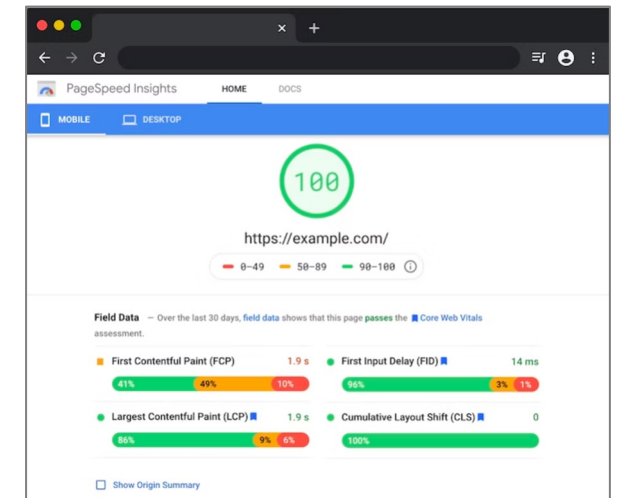 PageSpeed Insights HOME DOCS
MOBILE DESKTOP
100
https://example.com/
0-49 50-89 90-100
Field Data — Over the last 30 days, field data shows that this page passes the Core Web Vitals
assessment.
First Contentful Paint (FCP) 1.9 s
41% 49% 10%
First Input Delay (FID) 14 ms
96% 3% 1%
Largest Contentful Paint (LCP) 1.9 s
86% 9% 6%
Cumulative Layout Shift (CLS) 0
100%
Show Origin Summary